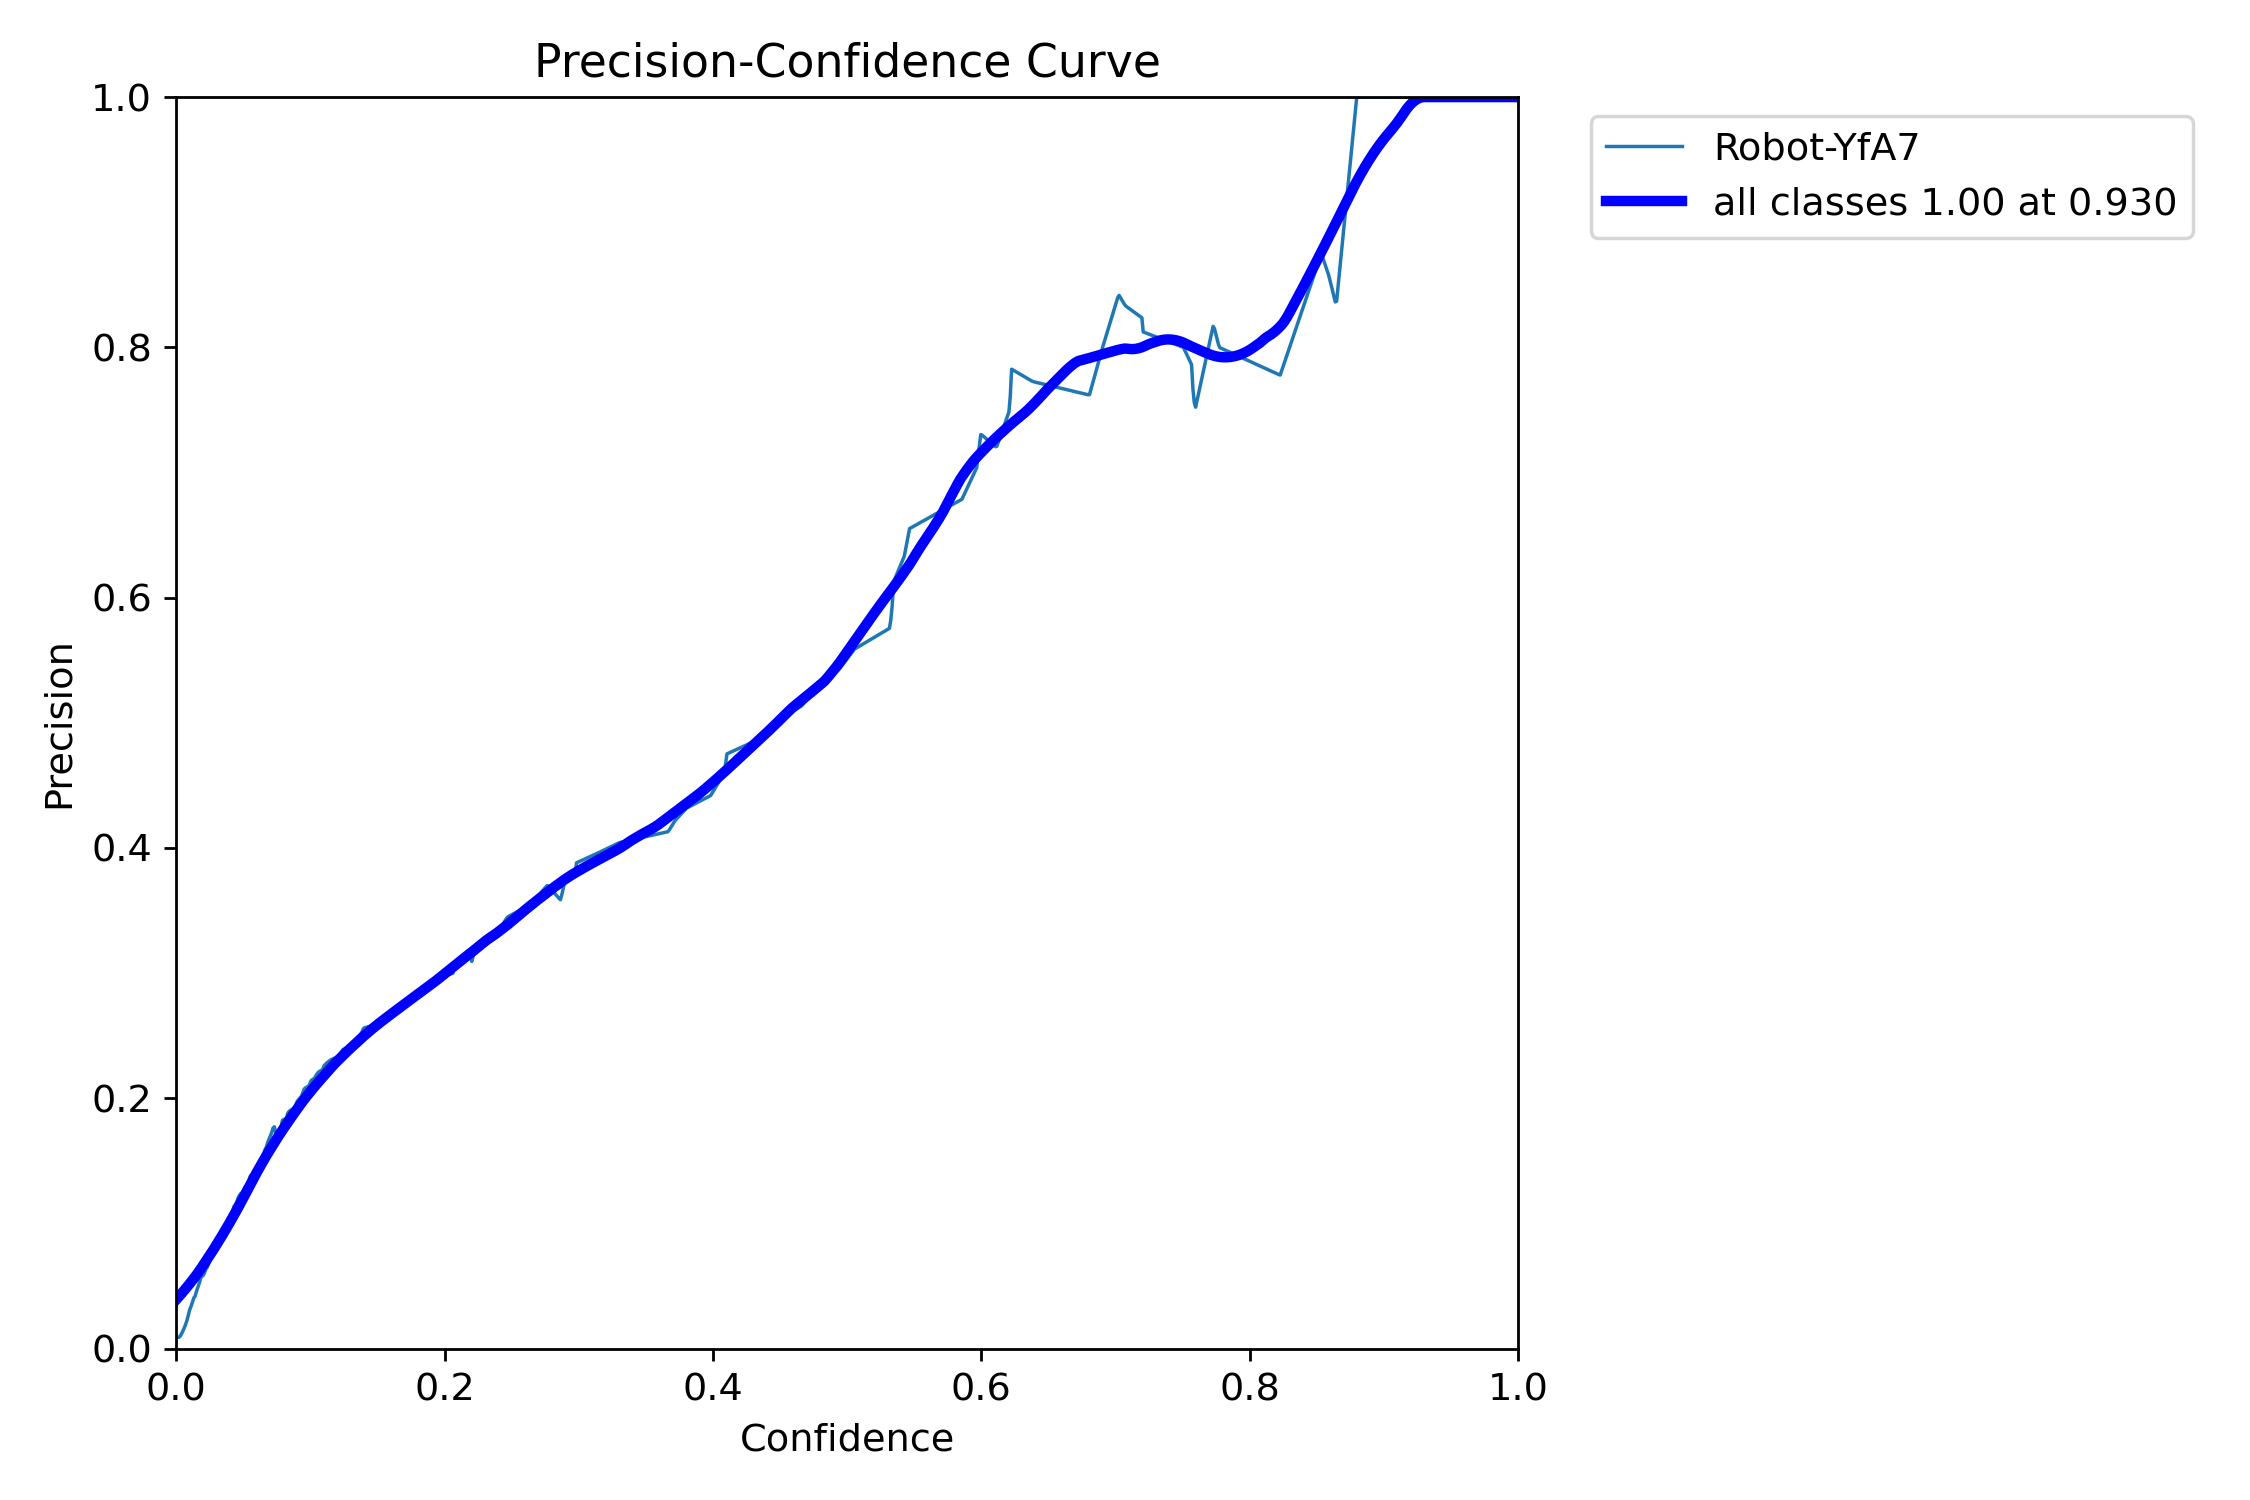 Precision-Confidence Curve
1.0
0.8
0.6
0.4
0.2
0.0
Precision
0.0 0.2 0.4 0.6 0.8 1.0
Confidence
Robot-YfA7
all classes 1.00 at 0.930